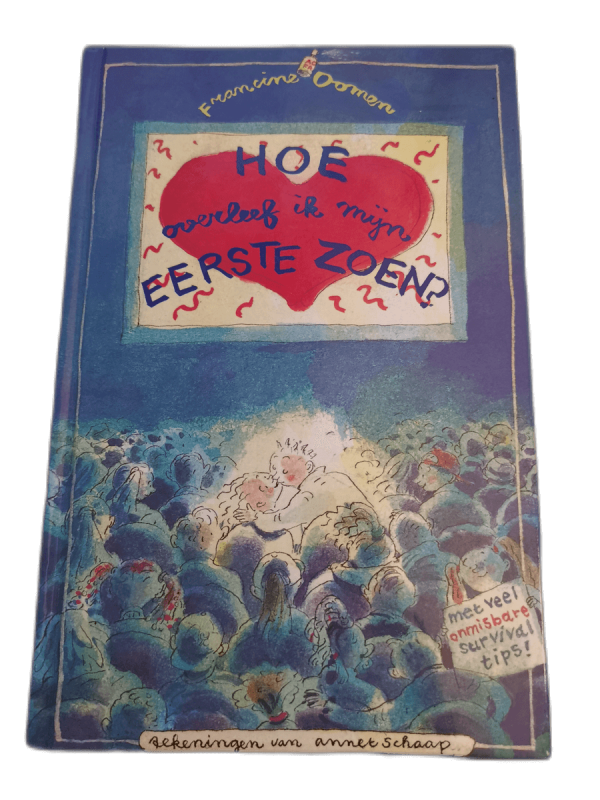 Francine Oomen
HOE
overleef ik mijn
EERSTE ZOEN?
met veel
onmisbare
survival
tips!
tekeningen van annet schaap